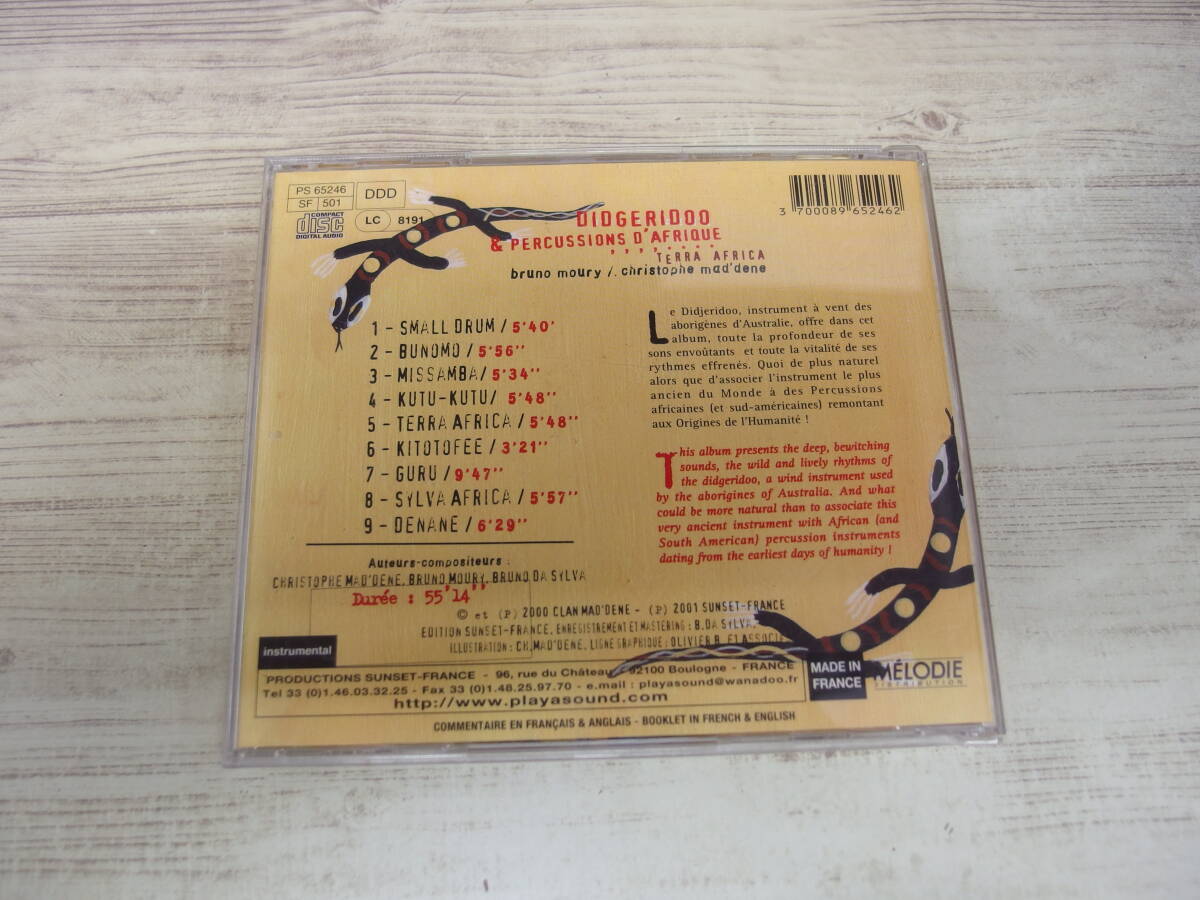 PS 65246
SF 501
DDD
COMPACT
disc
DIGITAL AUDIO
LC 8191
3 700089 652462
DIDGERIDOO
& PERCUSSIONS D'AFRIQUE
TERRA AFRICA
bruno moury /. christophe mad'dene
1 - SMALL DRUM / 5'40'
2 - BUNOMO / 5'56''
3 - MISSAMBA / 5'34''
4 - KUTU-KUTU / 5'48''
5 - TERRA AFRICA / 5'48''
6 - KITOTOFEE / 3'21''
7 - GURU / 9'47''
8 - SYLVA AFRICA / 5'57''
9 - DENANE / 6'29''
Auteurs-compositeurs :
CHRISTOPHE MAD'DENE, BRUNO MOURY, BRUNO DA SYLVA
Durée : 55'14''
Le Didjeridoo, instrument à vent des
aborigènes d'Australie, offre dans cet
album, toute la profondeur de ses
sons envoûtants et toute la vitalité de ses
rythmes effrenés. Quoi de plus naturel
alors que d'associer l'instrument le plus
ancien du Monde à des Percussions
africaines (et sud-américaines) remontant
aux Origines de l'Humanité !
This album presents the deep, bewitching
sounds, the wild and lively rhythms of
the didgeridoo, a wind instrument used
by the aborigines of Australia. And what
could be more natural than to associate this
very ancient instrument with African (and
South American) percussion instruments
dating from the earliest days of humanity !
© et (P) 2000 CLAN MAD'DENE - (P) 2001 SUNSET-FRANCE
EDITION SUNSET-FRANCE, ENREGISTREMENT ET MASTERING : B.DA SYLVA,
ILLUSTRATION : CH.MAD'DENE, LIGNE GRAPHIQUE : OLIVIER B. ET ASSOCIE
instrumental
PRODUCTIONS SUNSET-FRANCE - 96, rue du Château 92100 Boulogne - FRANCE
Tel 33 (0)1.46.03.32.25 - Fax 33 (0)1.48.25.97.70 - e.mail : playasound@wanadoo.fr
http://www.playasound.com
MADE IN
FRANCE
MÉLODIE
DISTRIBUTION
COMMENTAIRE EN FRANÇAIS & ANGLAIS - BOOKLET IN FRENCH & ENGLISH